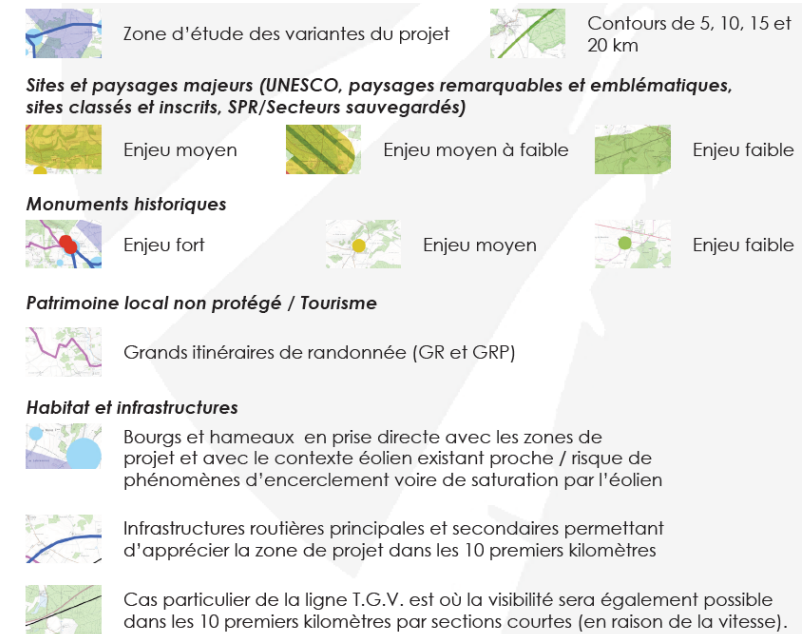 Zone d’étude des variantes du projet
Contours de 5, 10, 15 et
20 km
Sites et paysages majeurs (UNESCO, paysages remarquables et emblématiques,
sites classés et inscrits, SPR/Secteurs sauvegardés)
Enjeu moyen
Enjeu moyen à faible
Enjeu faible
Monuments historiques
Enjeu fort
Enjeu moyen
Enjeu faible
Patrimoine local non protégé / Tourisme
Grands itinéraires de randonnée (GR et GRP)
Habitat et infrastructures
Bourgs et hameaux en prise directe avec les zones de
projet et avec le contexte éolien existant proche / risque de
phénomènes d’encerclement voire de saturation par l’éolien
Infrastructures routières principales et secondaires permettant
d’apprécier la zone de projet dans les 10 premiers kilomètres
Cas particulier de la ligne T.G.V. est où la visibilité sera également possible
dans les 10 premiers kilomètres par sections courtes (en raison de la vitesse).